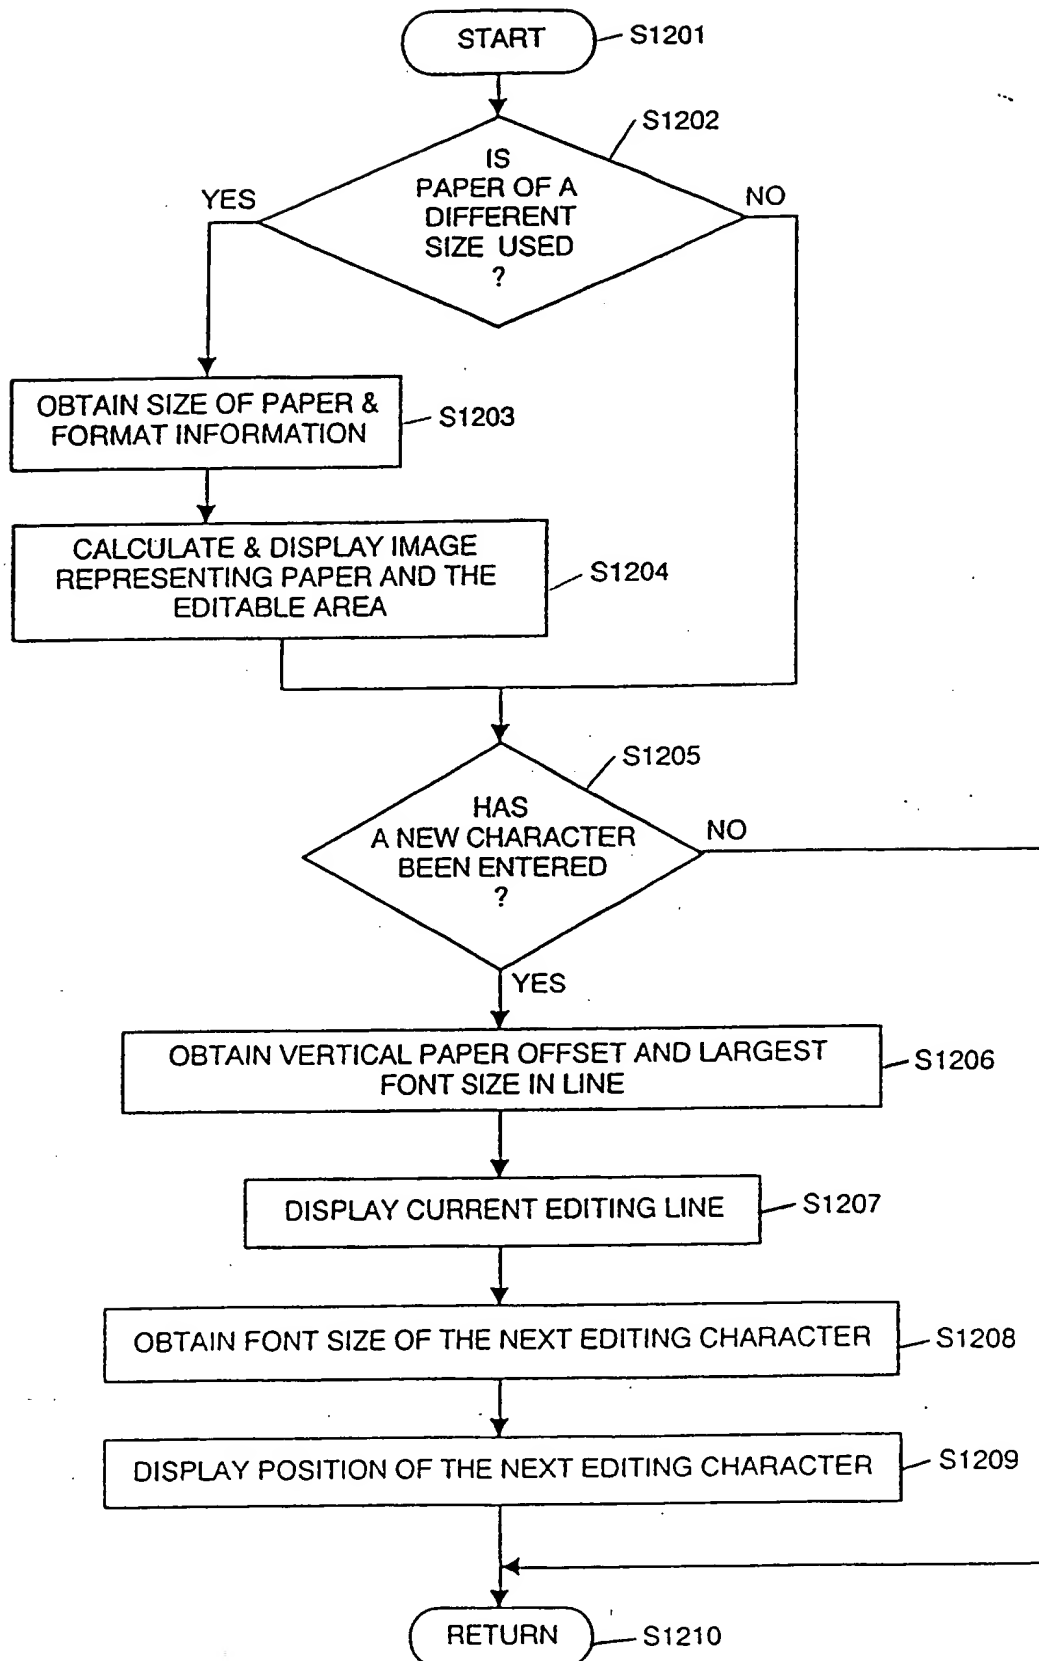 START
S1201
S1202
IS
PAPER OF A
DIFFERENT
SIZE USED
?
YES
NO
OBTAIN SIZE OF PAPER &
FORMAT INFORMATION
S1203
CALCULATE & DISPLAY IMAGE
REPRESENTING PAPER AND THE
EDITABLE AREA
S1204
S1205
HAS
A NEW CHARACTER
BEEN ENTERED
?
NO
YES
OBTAIN VERTICAL PAPER OFFSET AND LARGEST
FONT SIZE IN LINE
S1206
DISPLAY CURRENT EDITING LINE
S1207
OBTAIN FONT SIZE OF THE NEXT EDITING CHARACTER
S1208
DISPLAY POSITION OF THE NEXT EDITING CHARACTER
S1209
RETURN
S1210